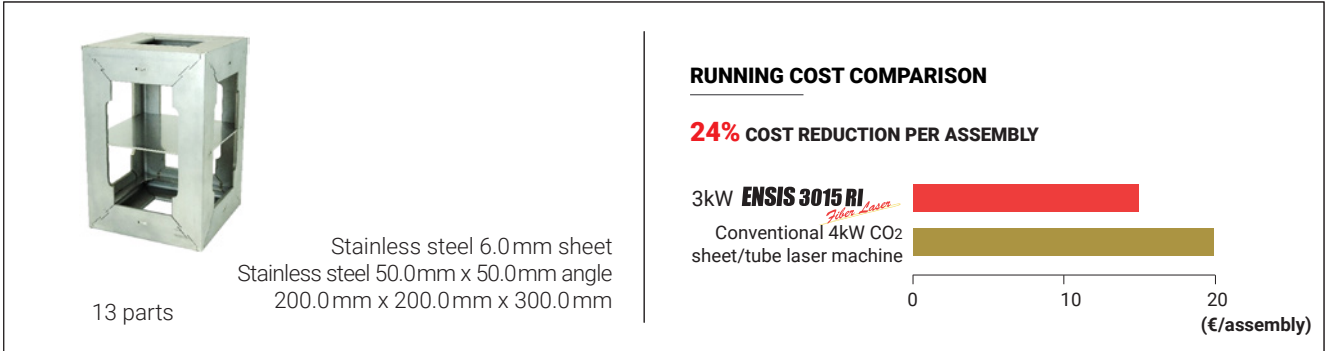 Stainless steel 6.0mm sheet
Stainless steel 50.0mm x 50.0mm angle
200.0mm x 200.0mm x 300.0mm
13 parts
RUNNING COST COMPARISON
24% COST REDUCTION PER ASSEMBLY
3kW ENSIS 3015 RI
Fiber Laser
Conventional 4kW CO2
sheet/tube laser machine
0 10 20
(€/assembly)